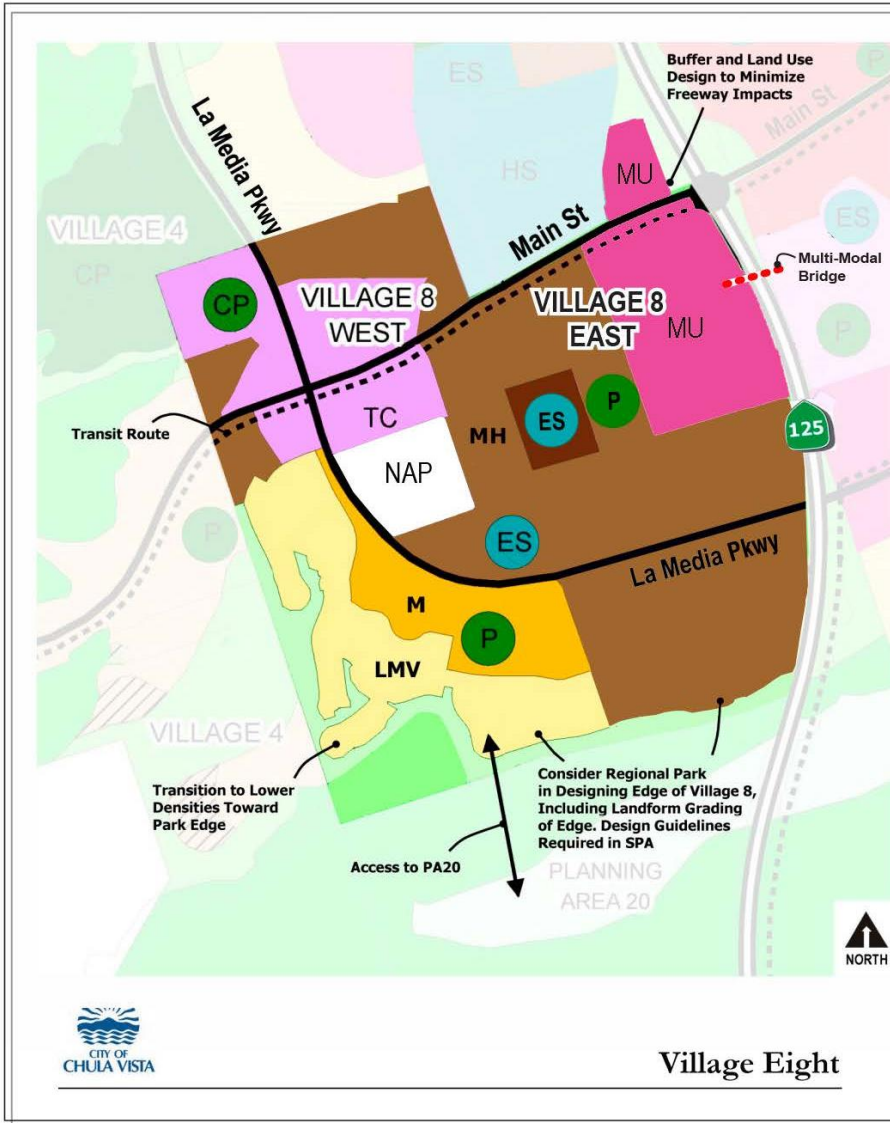 Buffer and Land Use
Design to Minimize
Freeway Impacts
ES
P
La Media Pkwy
Main St
HS
MU
VILLAGE 4
CP
ES
Main St
Multi-Modal
Bridge
CP
VILLAGE 8
WEST
VILLAGE 8
EAST
MU
P
Transit Route
TC
MH
ES
P
125
NAP
P
ES
La Media Pkwy
M
P
LMV
VILLAGE 4
Transition to Lower
Densities Toward
Park Edge
Consider Regional Park
in Designing Edge of Village 8,
Including Landform Grading
of Edge. Design Guidelines
Required in SPA
Access to PA20
PLANNING
AREA 20
NORTH
CITY OF
CHULA VISTA
Village Eight